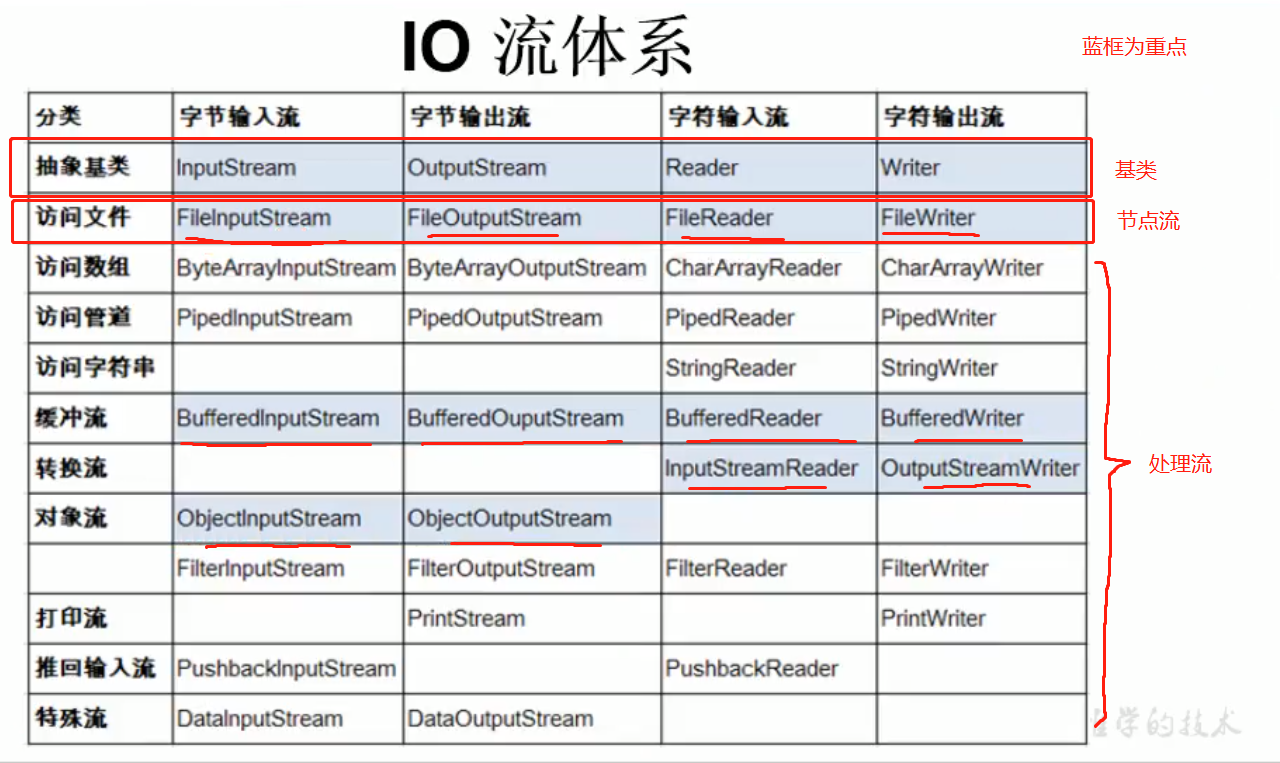 IO 流体系
蓝框为重点
分类 字节输入流 字节输出流 字符输入流 字符输出流
抽象基类 InputStream OutputStream Reader Writer 基类
访问文件 FileInputStream FileOutputStream FileReader FileWriter 节点流
访问数组 ByteArrayInputStream ByteArrayOutputStream CharArrayReader CharArrayWriter
访问管道 PipedInputStream PipedOutputStream PipedReader PipedWriter
访问字符串 StringReader StringWriter
缓冲流 BufferedInputStream BufferedOuputStream BufferedReader BufferedWriter
转换流 InputStreamReader OutputStreamWriter 处理流
对象流 ObjectInputStream ObjectOutputStream
FilterInputStream FilterOutputStream FilterReader FilterWriter
打印流 PrintStream PrintWriter
推回输入流 PushbackInputStream PushbackReader
特殊流 DataInputStream DataOutputStream
学的技术